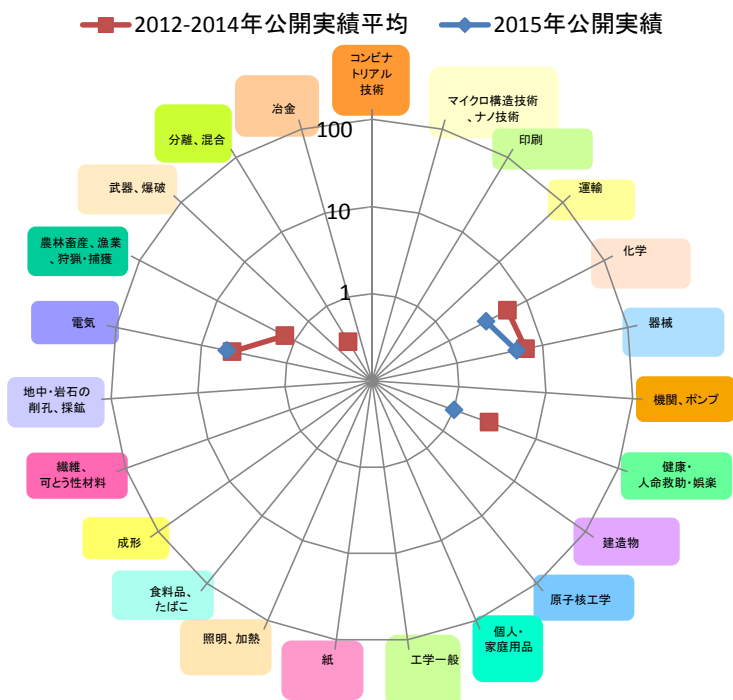 2012-2014年公開実績平均
2015年公開実績
コンビナ
トリアル
技術
マイクロ構造技術
、ナノ技術
印刷
運輸
化学
器械
機関、ポンプ
健康・
人命救助・娯楽
建造物
原子核工学
個人・
家庭用品
工学一般
紙
照明、加熱
食料品、
たばこ
成形
繊維、
可とう性材料
地中・岩石の
削孔、採鉱
電気
農林畜産、漁業
、狩猟・捕獲
武器、爆破
分離、混合
冶金
100
10
1